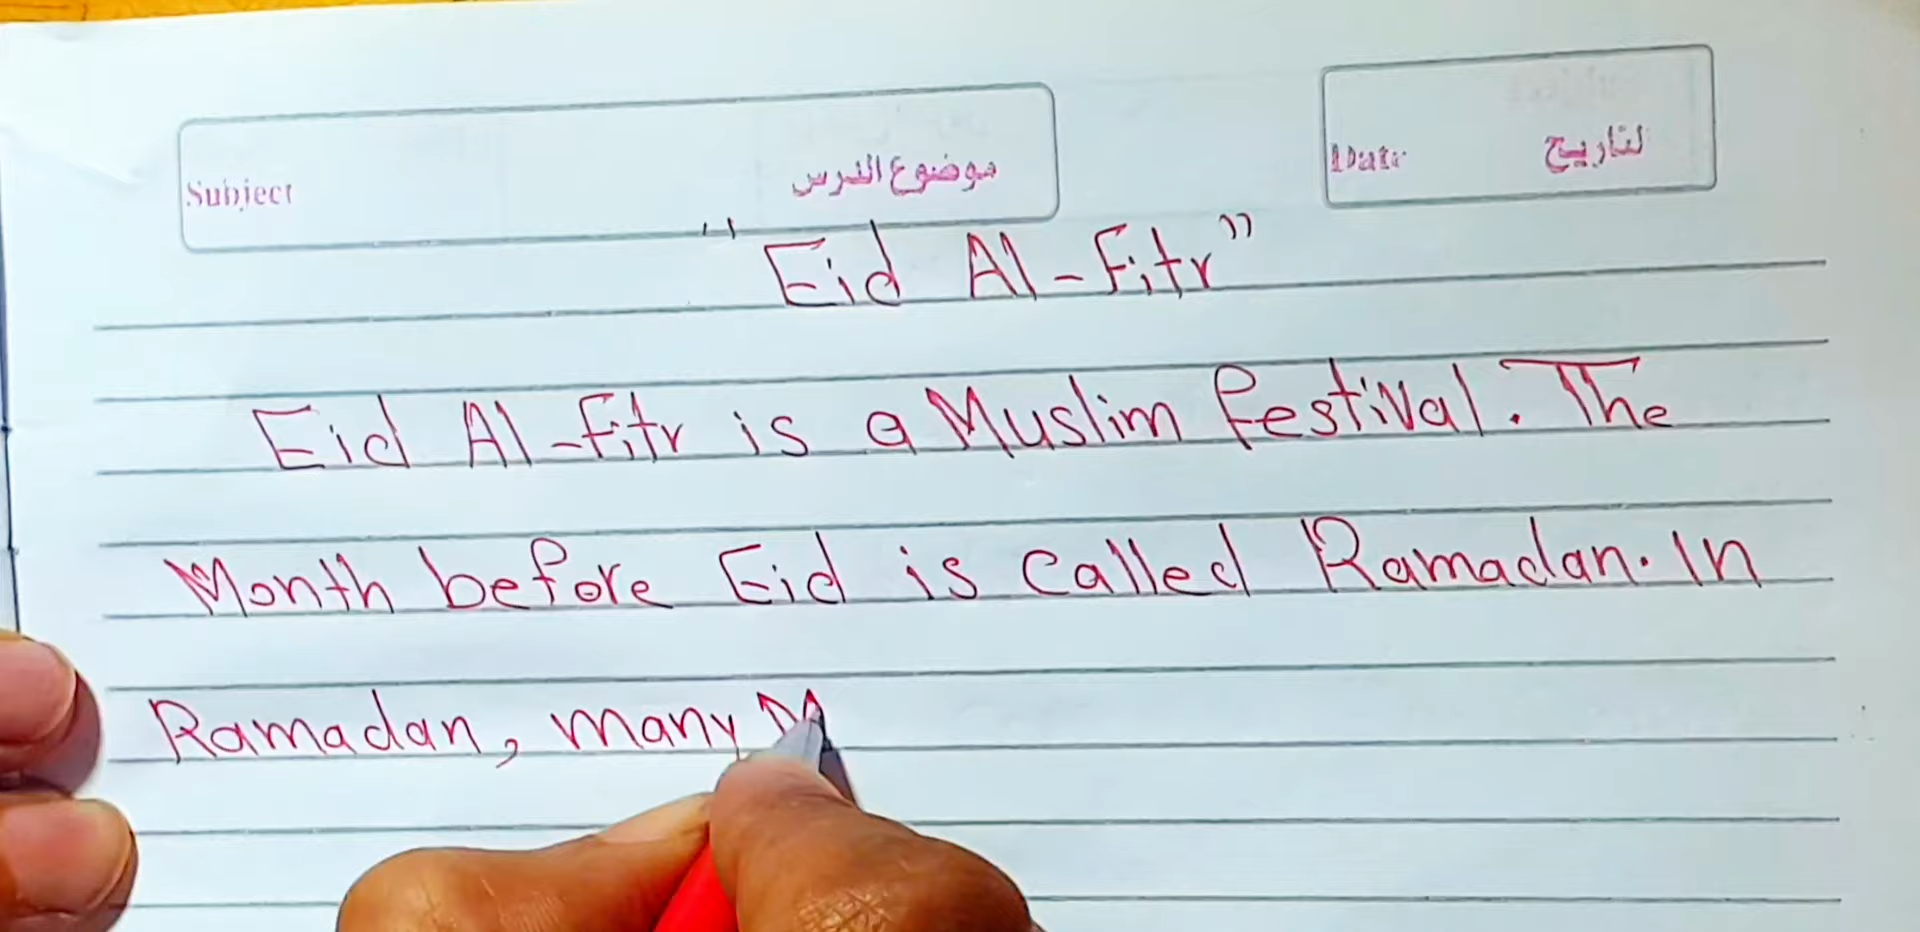 Subject موضوع الدرس
Date التاريخ
"Eid Al-Fitr"
Eid Al-fitr is a Muslim festival. The
Month before Eid is called Ramadan. In
Ramadan, many M